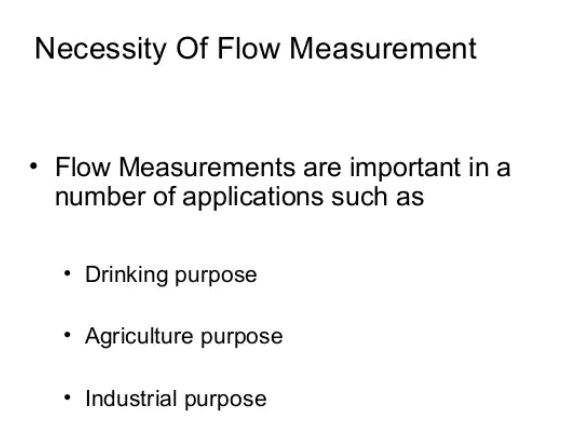 Necessity Of Flow Measurement
• Flow Measurements are important in a
number of applications such as
• Drinking purpose
• Agriculture purpose
• Industrial purpose